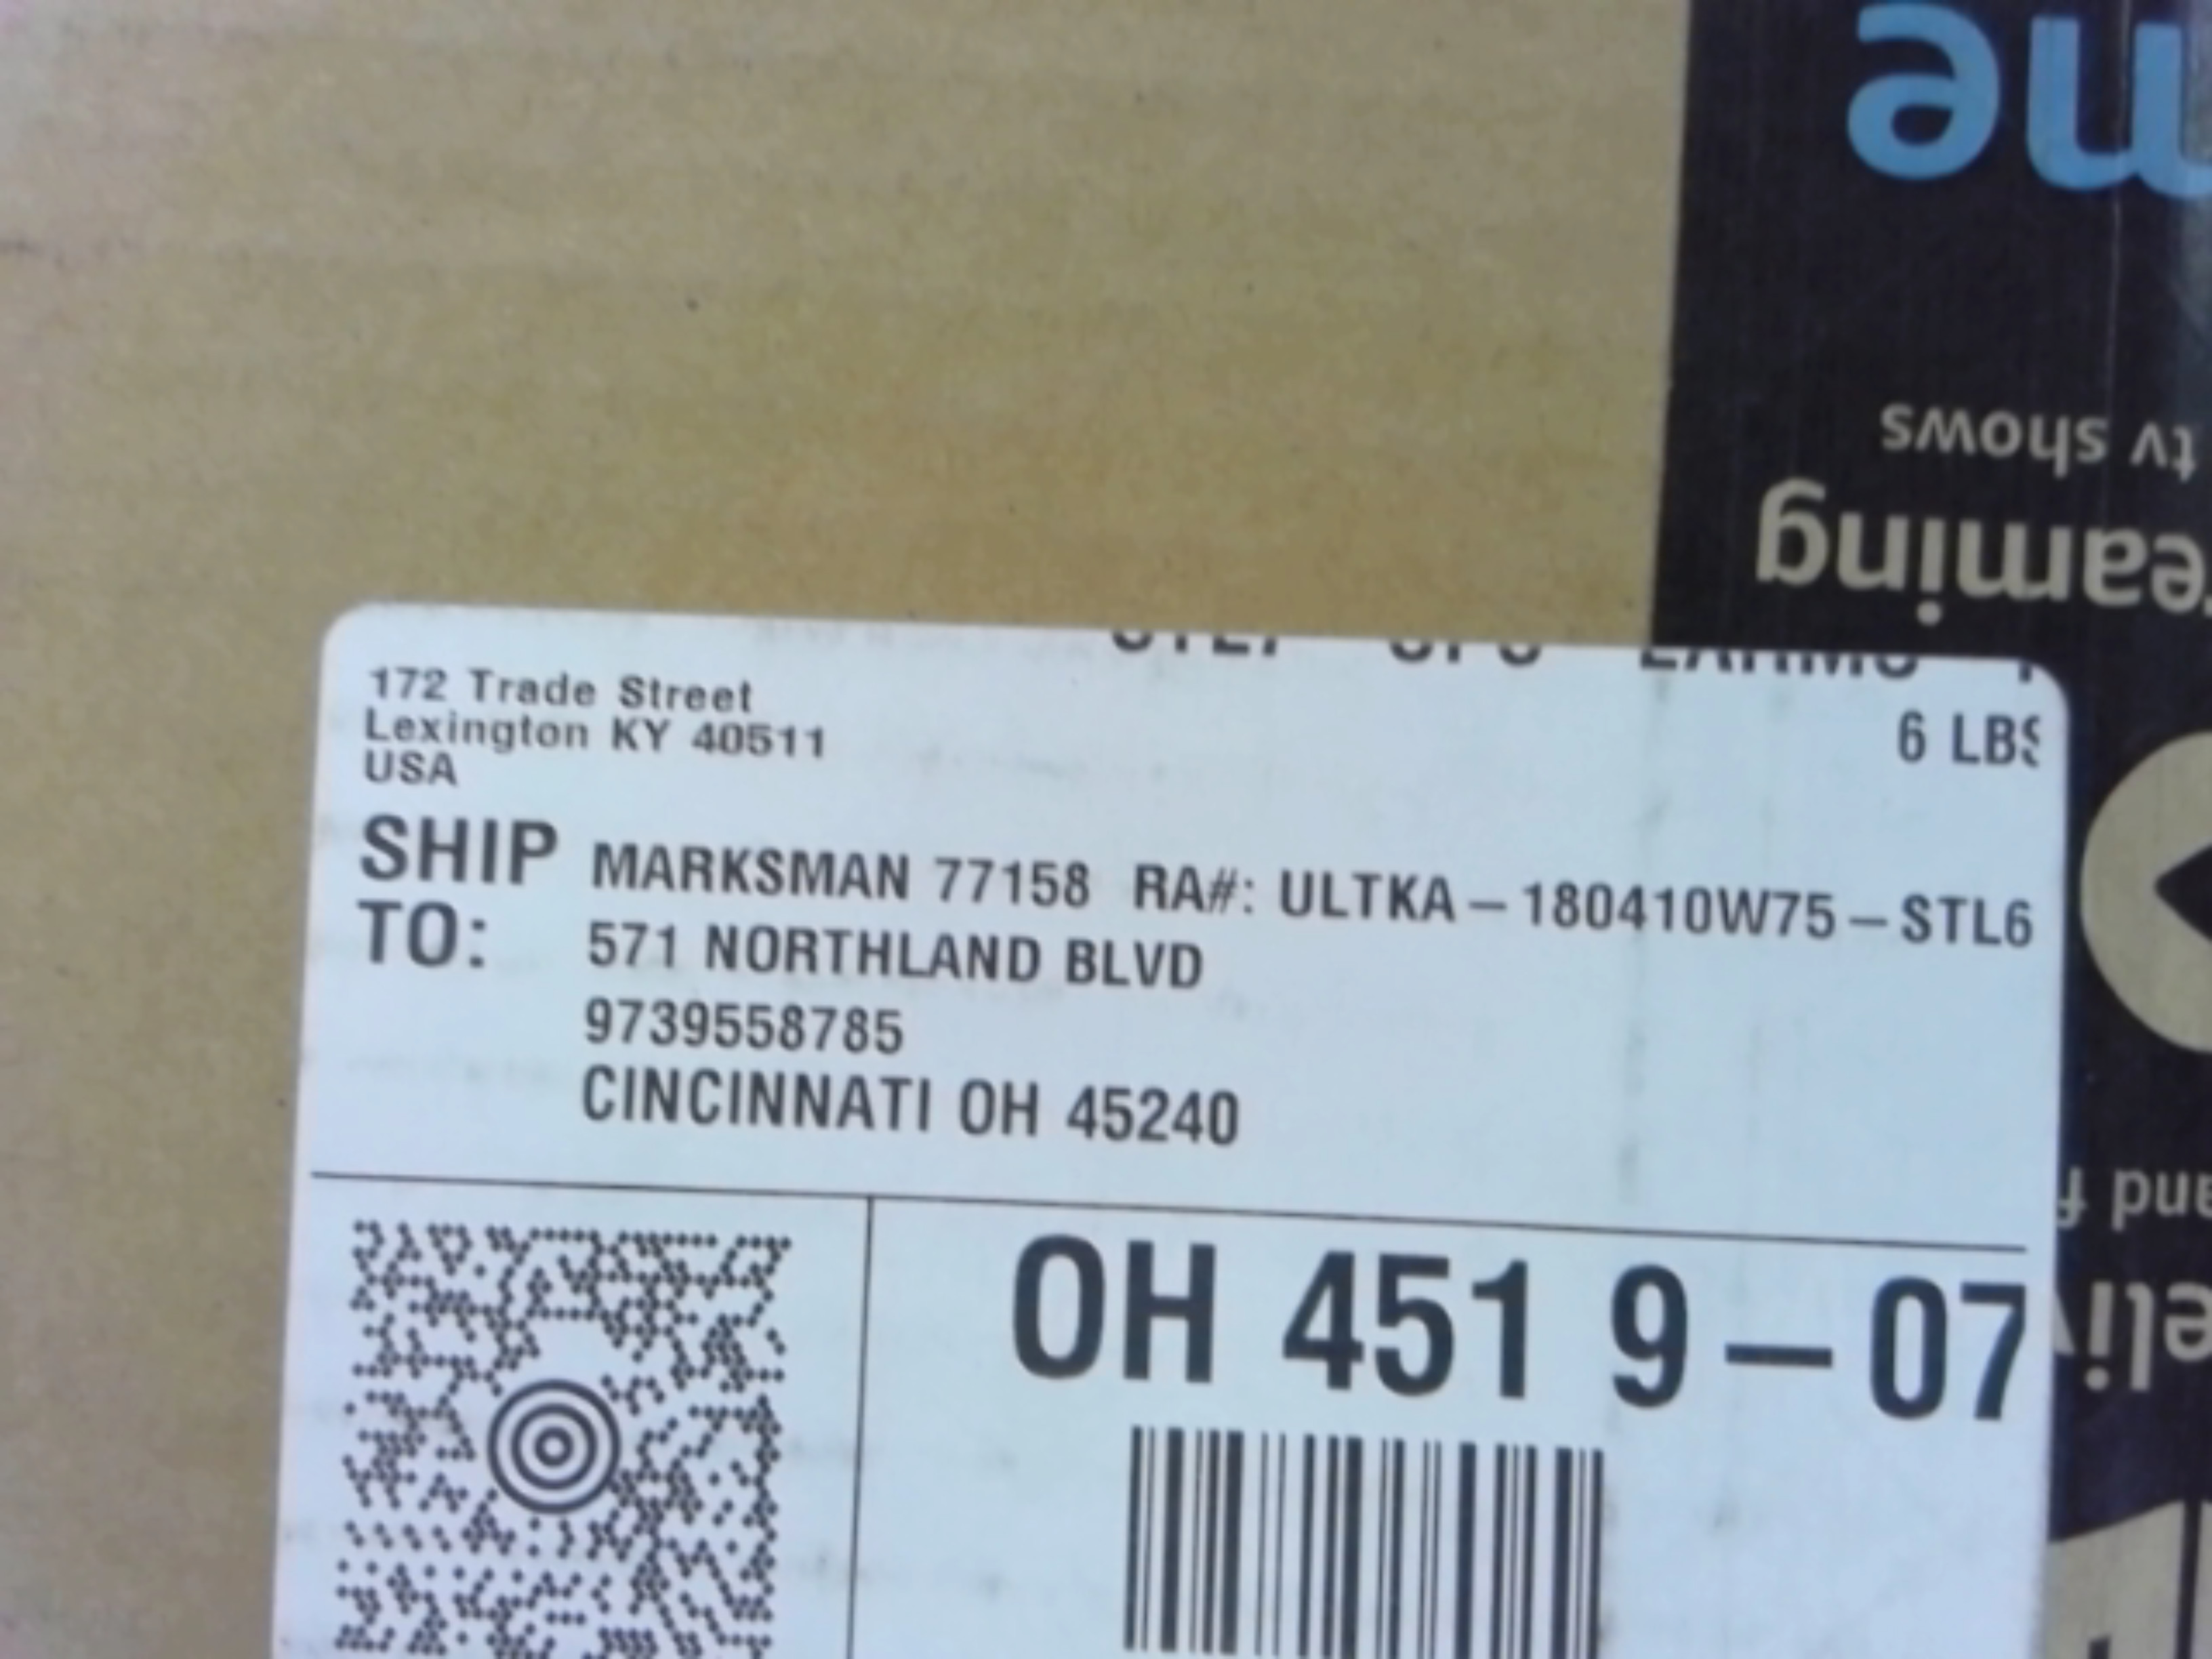 me
tv shows
eaming
172 Trade Street
Lexington KY 40511
USA
6 LBS
SHIP TO:
MARKSMAN 77158 RA#: ULTKA-180410W75-STL6
571 NORTHLAND BLVD
9739558785
CINCINNATI OH 45240
and f
eliv
OH 451 9-07